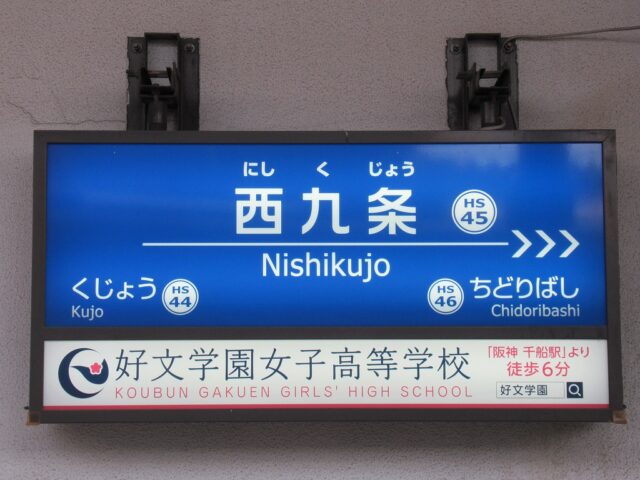 にし く じょう
西九条
HS
45
Nishikujo
くじょう
HS
44
Kujo
HS
46
ちどりばし
Chidoribashi
好文学園女子高等学校
KOUBUN GAKUEN GIRLS' HIGH SCHOOL
「阪神 千船駅」より
徒歩6分
好文学園